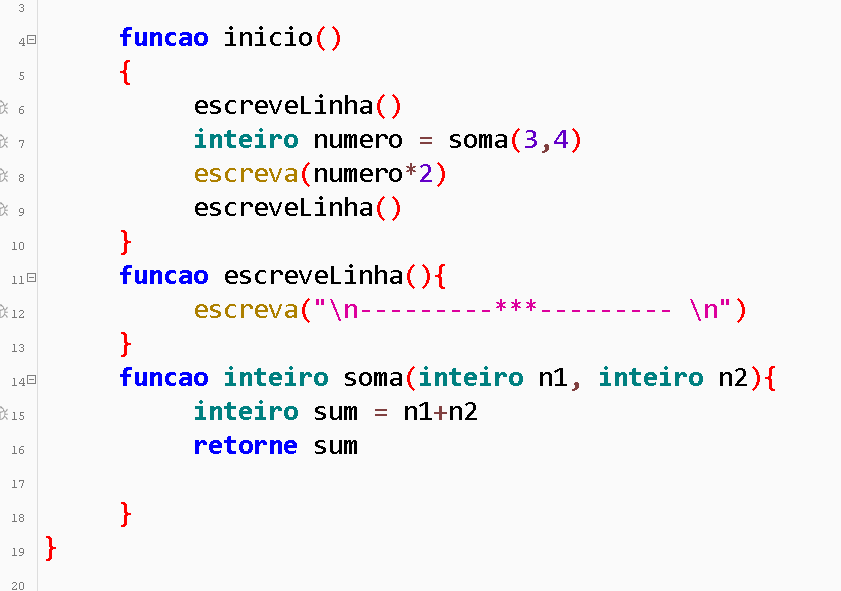 3
4 funcao inicio()
5 {
6 escreveLinha()
7 inteiro numero = soma(3,4)
8 escreva(numero*2)
9 escreveLinha()
10 }
11 funcao escreveLinha(){
12 escreva("\n---------***--------- \n")
13 }
14 funcao inteiro soma(inteiro n1, inteiro n2){
15 inteiro sum = n1+n2
16 retorne sum
17
18 }
19 }
20